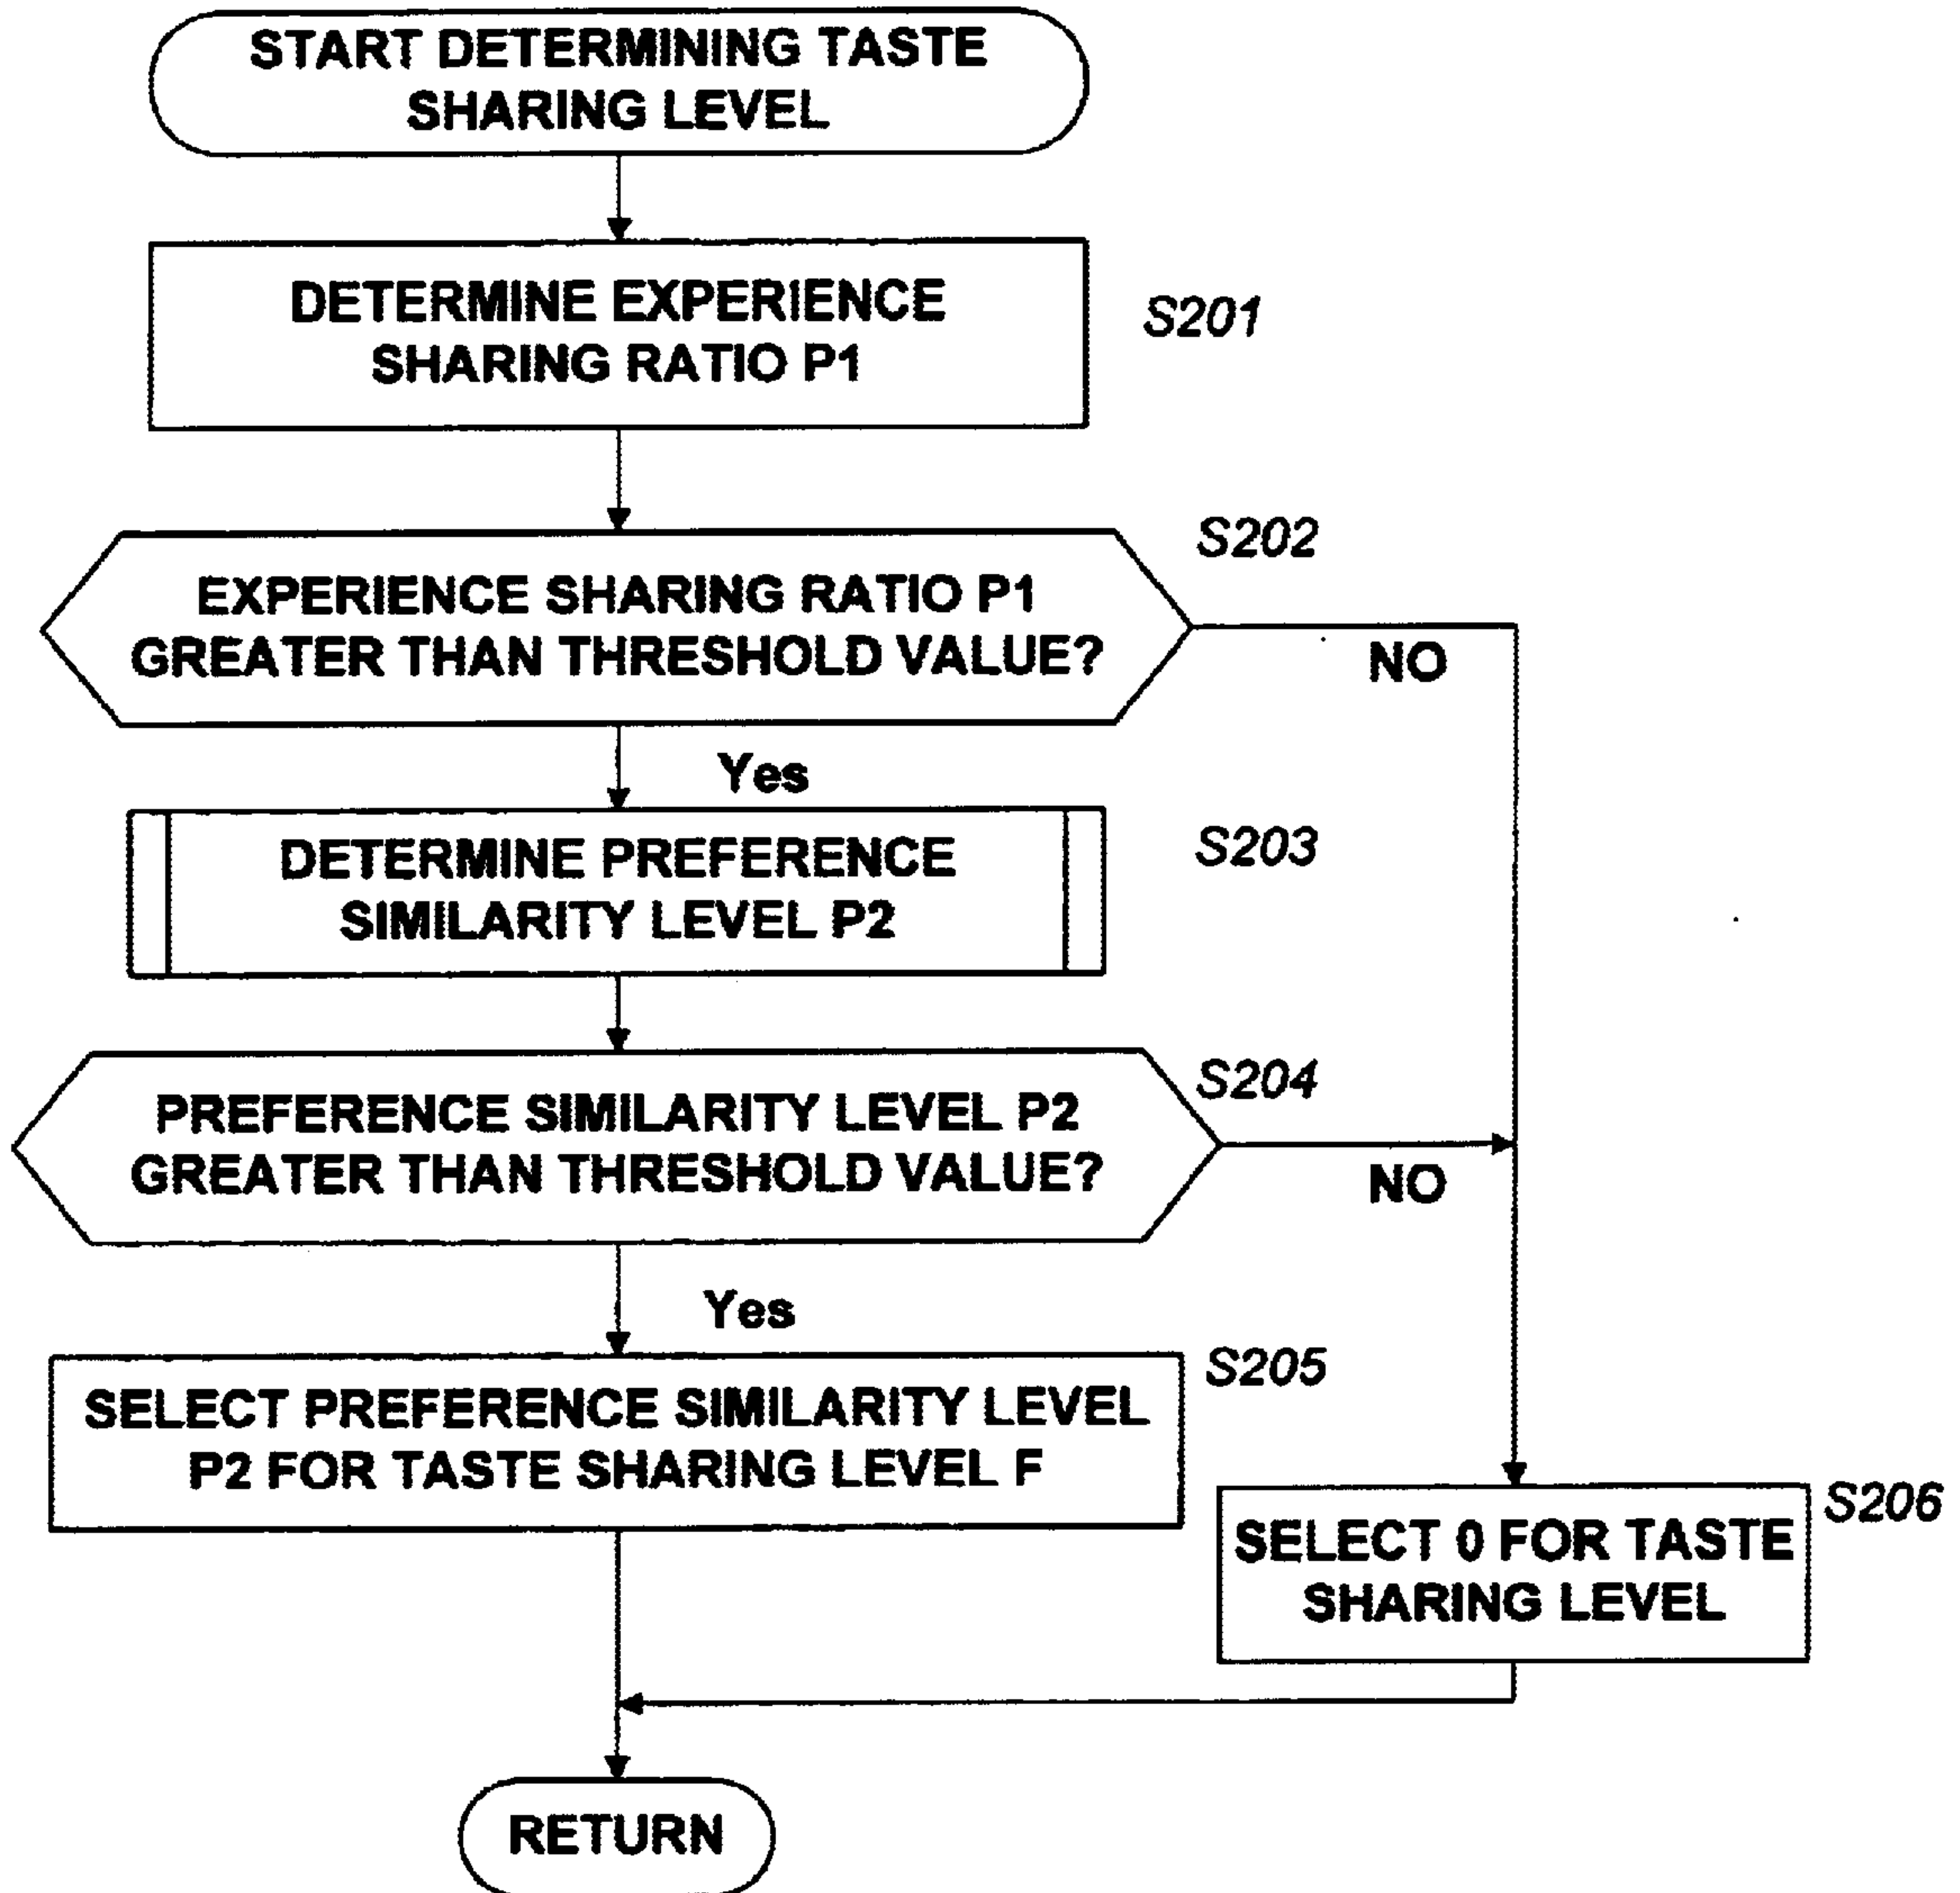 START DETERMINING TASTE
SHARING LEVEL
DETERMINE EXPERIENCE
SHARING RATIO P1
S201
S202
EXPERIENCE SHARING RATIO P1
GREATER THAN THRESHOLD VALUE?
NO
Yes
DETERMINE PREFERENCE
SIMILARITY LEVEL P2
S203
S204
PREFERENCE SIMILARITY LEVEL P2
GREATER THAN THRESHOLD VALUE?
NO
Yes
S205
SELECT PREFERENCE SIMILARITY LEVEL
P2 FOR TASTE SHARING LEVEL F
S206
SELECT 0 FOR TASTE
SHARING LEVEL
RETURN